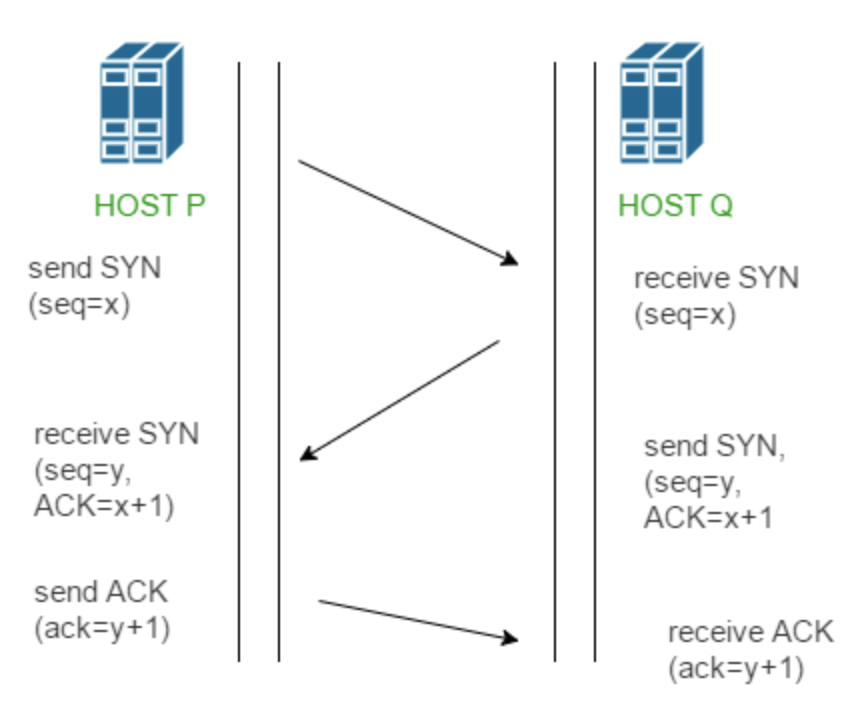 HOST P
HOST Q
send SYN
(seq=x)
receive SYN
(seq=x)
receive SYN
(seq=y,
ACK=x+1)
send SYN,
(seq=y,
ACK=x+1
send ACK
(ack=y+1)
receive ACK
(ack=y+1)